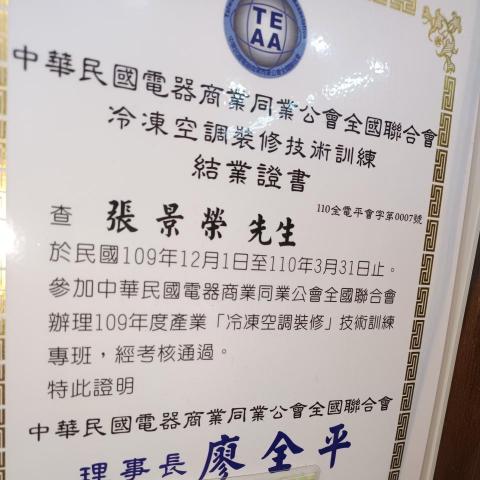 TE
AA
中華民國電器商業同業公會全國聯合會
冷凍空調裝修技術訓練
結業證書
110全電平會字第0007號
查 張景榮 先生
於民國109年12月1日至110年3月31日止。
參加中華民國電器商業同業公會全國聯合會
辦理109年度產業「冷凍空調裝修」技術訓練
專班，經考核通過。
特此證明
中華民國電器商業同業公會全國聯合會
理事長 廖全平